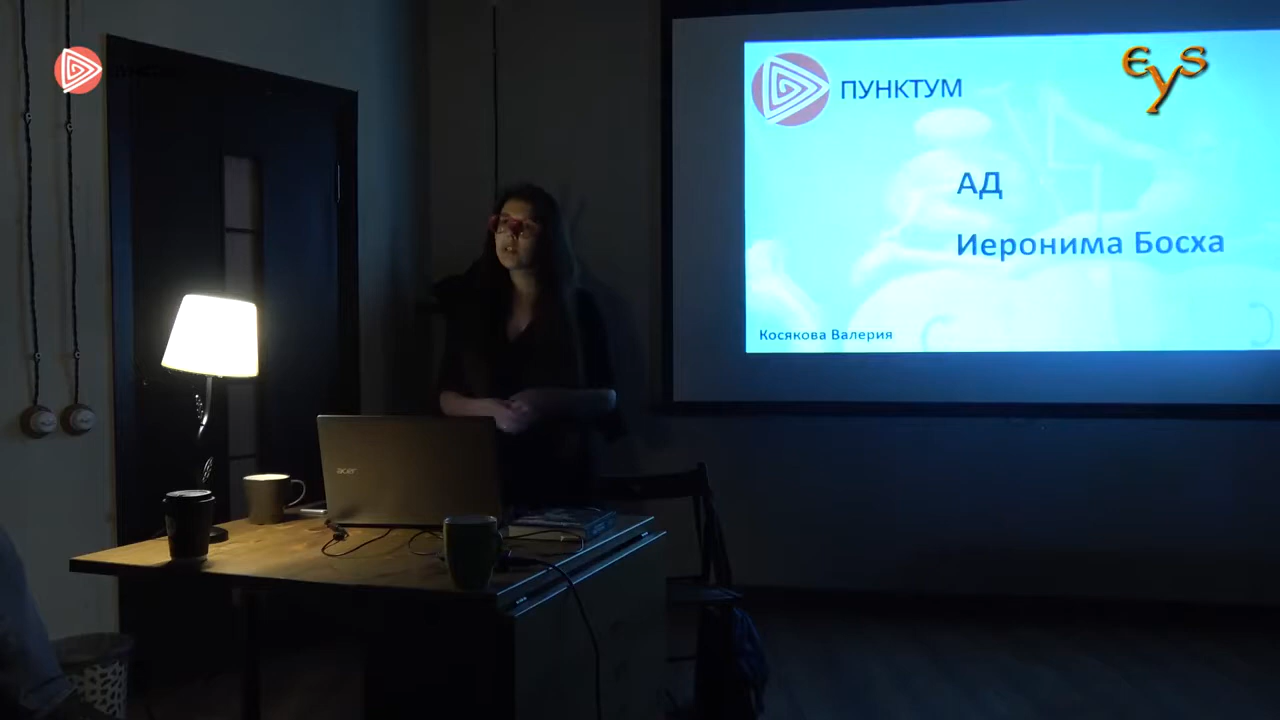 ПУНКТУМ
EYS
АД
Иеронима Босха
Косякова Валерия
acer